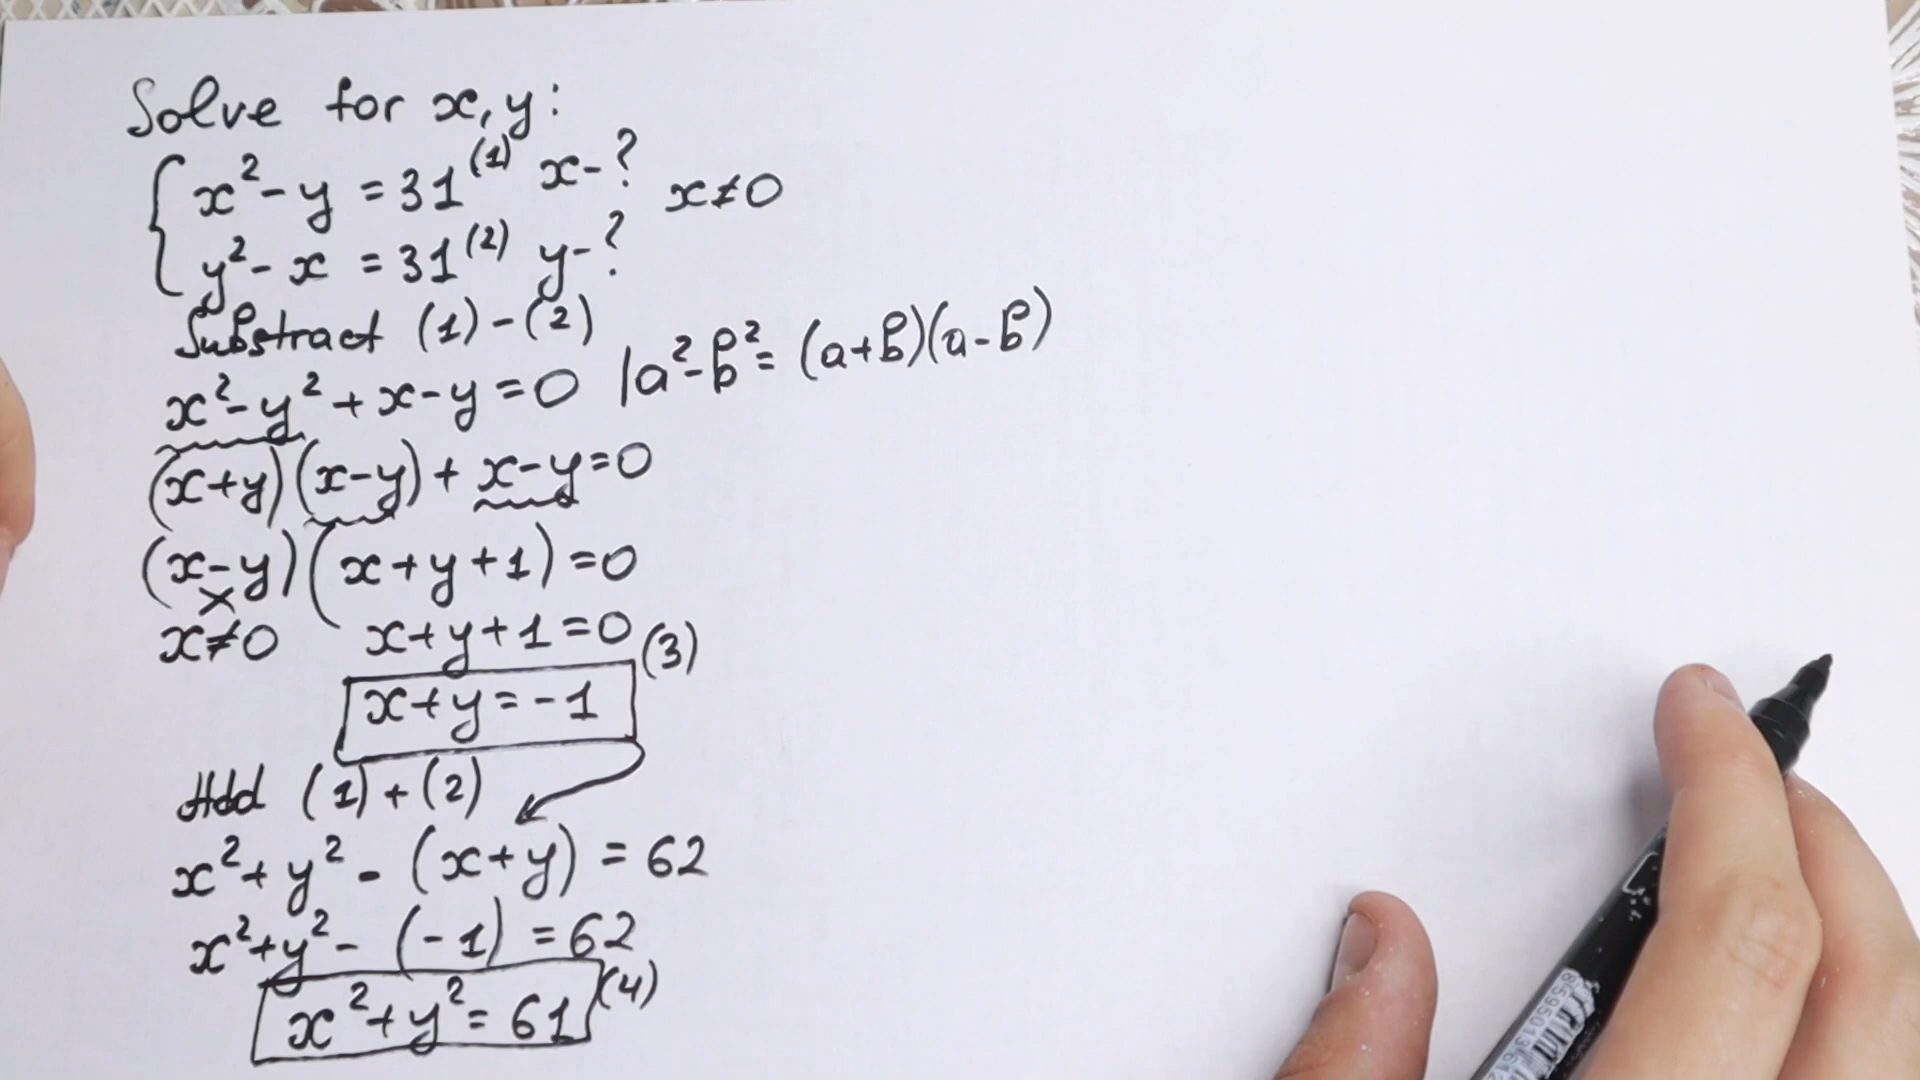 Solve for x, y:
x² - y = 31 (1) x - ?
x ≠ 0
y² - x = 31 (2) y - ?
Substract (1) - (2)
x² - y² + x - y = 0 | a² - b² = (a + b)(a - b)
(x + y)(x - y) + x - y = 0
(x - y)(x + y + 1) = 0
x ≠ 0 x + y + 1 = 0 (3)
x + y = -1
Add (1) + (2)
x² + y² - (x + y) = 62
x² + y² - (-1) = 62
x² + y² = 61 (4)